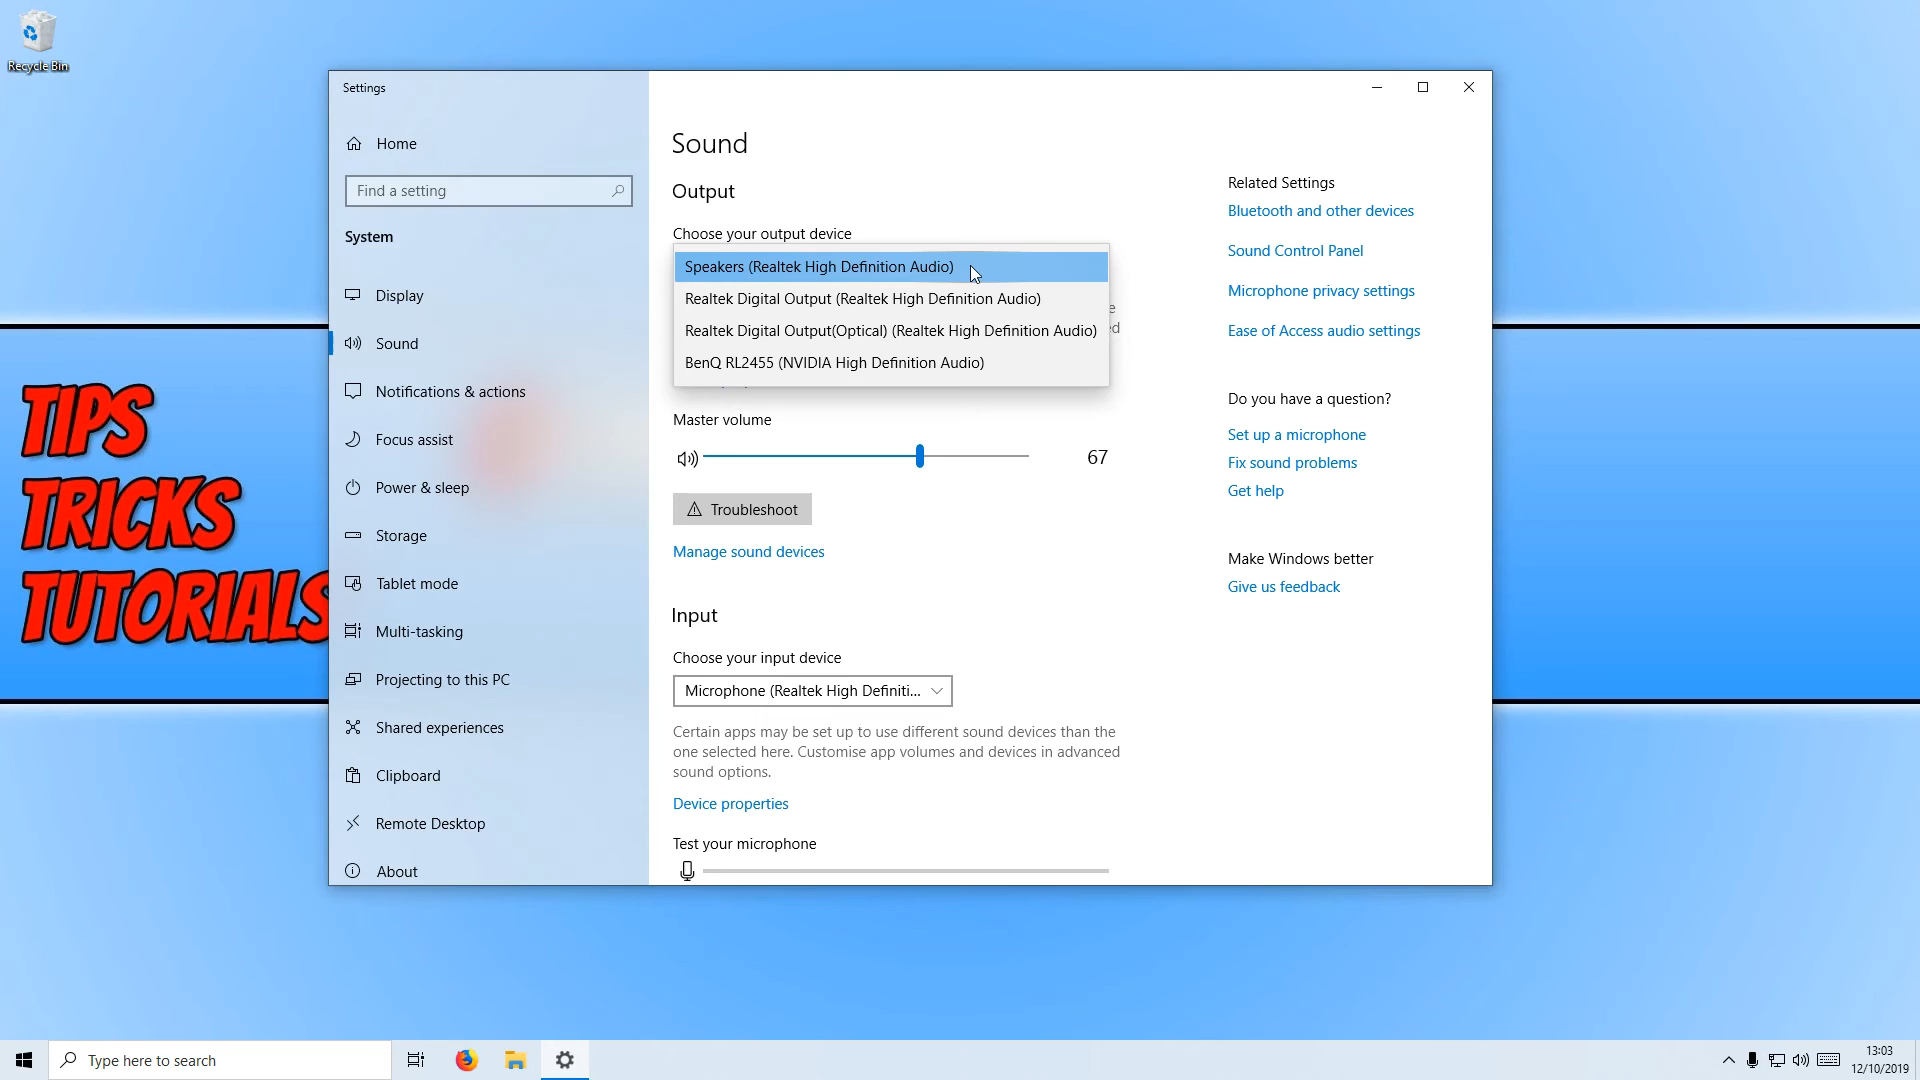 Recycle Bin
TIPS
TRICKS
TUTORIALS
Settings
Home
Find a setting
System
Display
Sound
Notifications & actions
Focus assist
Power & sleep
Storage
Tablet mode
Multi-tasking
Projecting to this PC
Shared experiences
Clipboard
Remote Desktop
About
Sound
Output
Choose your output device
Speakers (Realtek High Definition Audio)
Realtek Digital Output (Realtek High Definition Audio)
Realtek Digital Output(Optical) (Realtek High Definition Audio)
BenQ RL2455 (NVIDIA High Definition Audio)
Master volume
67
Troubleshoot
Manage sound devices
Input
Choose your input device
Microphone (Realtek High Definiti...
Certain apps may be set up to use different sound devices than the
one selected here. Customise app volumes and devices in advanced
sound options.
Device properties
Test your microphone
Related Settings
Bluetooth and other devices
Sound Control Panel
Microphone privacy settings
Ease of Access audio settings
Do you have a question?
Set up a microphone
Fix sound problems
Get help
Make Windows better
Give us feedback
Type here to search
13:03
12/10/2019